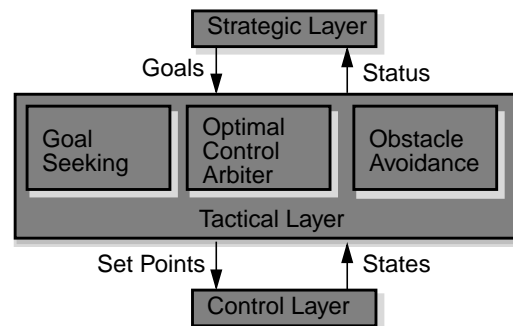 Strategic Layer
Goals
Status
Goal
Seeking
Optimal
Control
Arbiter
Obstacle
Avoidance
Tactical Layer
Set Points
States
Control Layer